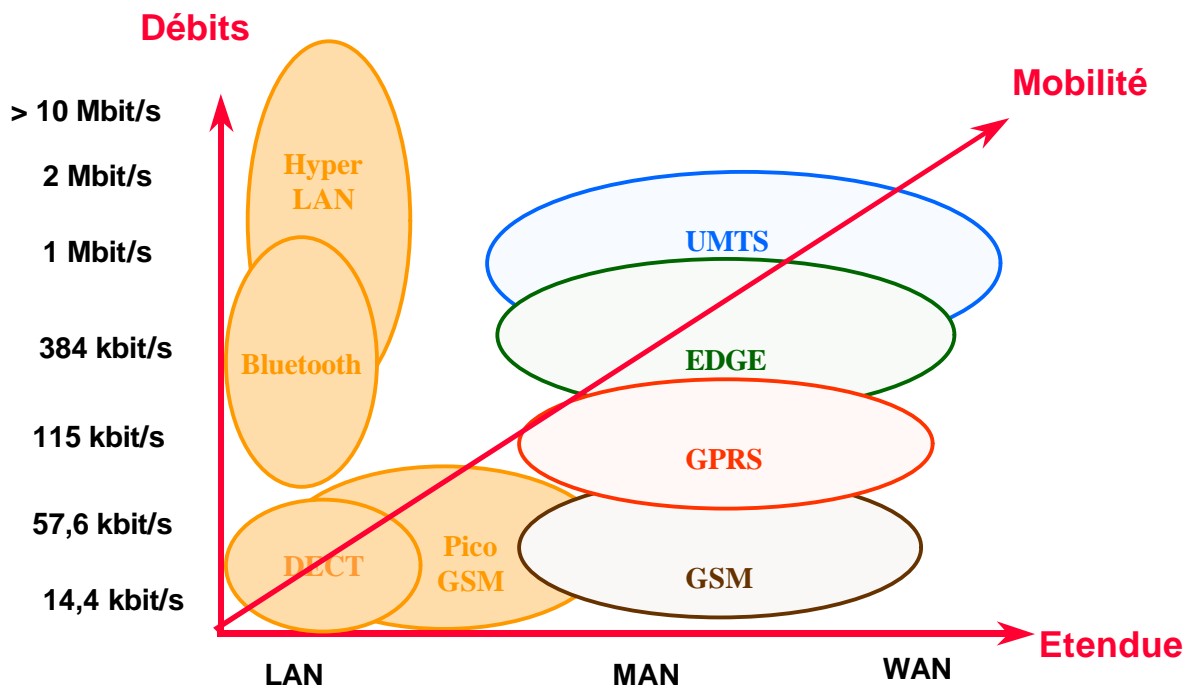 Débits
Mobilité
> 10 Mbit/s
2 Mbit/s
1 Mbit/s
384 kbit/s
115 kbit/s
57,6 kbit/s
14,4 kbit/s
Hyper
LAN
Bluetooth
DECT
Pico
GSM
UMTS
EDGE
GPRS
GSM
Etendue
LAN
MAN
WAN